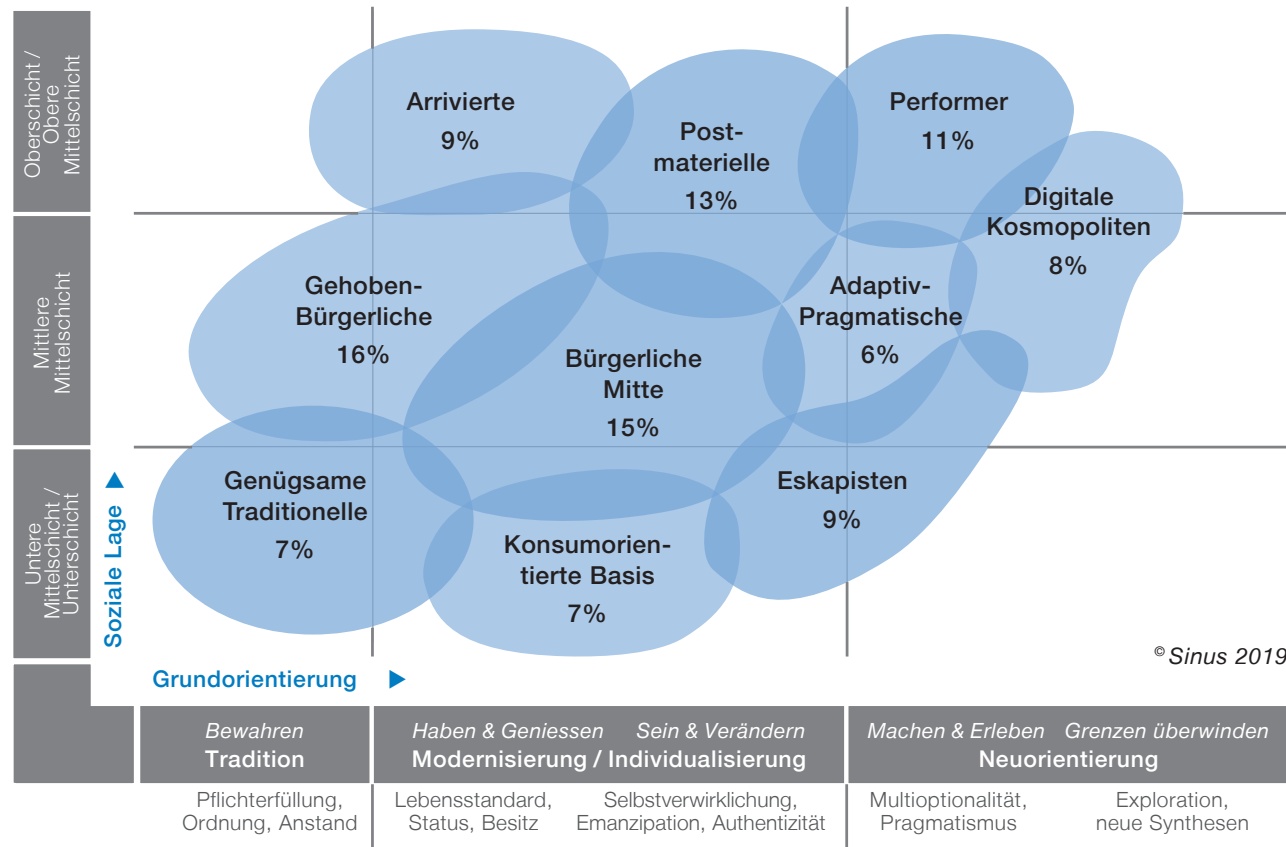 Oberschicht /
Obere
Mittelschicht
Mittlere
Mittelschicht
Untere
Mittelschicht /
Unterschicht
Soziale Lage ▲
Arrivierte
9%
Post-
materielle
13%
Performer
11%
Digitale
Kosmopoliten
8%
Gehoben-
Bürgerliche
16%
Bürgerliche
Mitte
15%
Adaptiv-
Pragmatische
6%
Genügsame
Traditionelle
7%
Konsumorien-
tierte Basis
7%
Eskapisten
9%
© Sinus 2019
Grundorientierung ▶
Bewahren
Tradition
Haben & Geniessen Sein & Verändern
Modernisierung / Individualisierung
Machen & Erleben Grenzen überwinden
Neuorientierung
Pflichterfüllung,
Ordnung, Anstand
Lebensstandard,
Status, Besitz
Selbstverwirklichung,
Emanzipation, Authentizität
Multioptionalität,
Pragmatismus
Exploration,
neue Synthesen